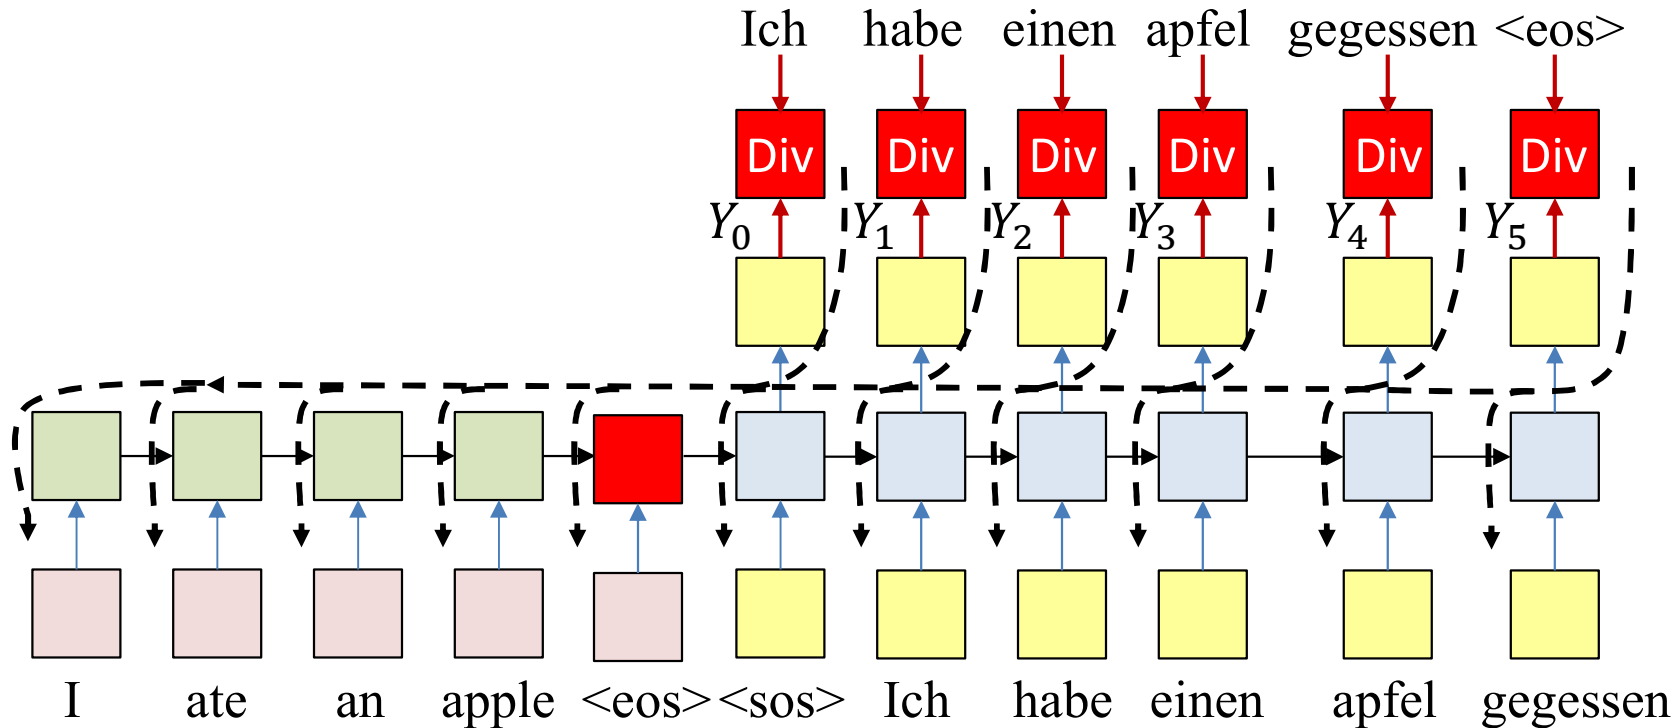 Ich habe einen apfel gegessen <eos>
Div Div Div Div Div Div
Y0 Y1 Y2 Y3 Y4 Y5
I ate an apple <eos> <sos> Ich habe einen apfel gegessen